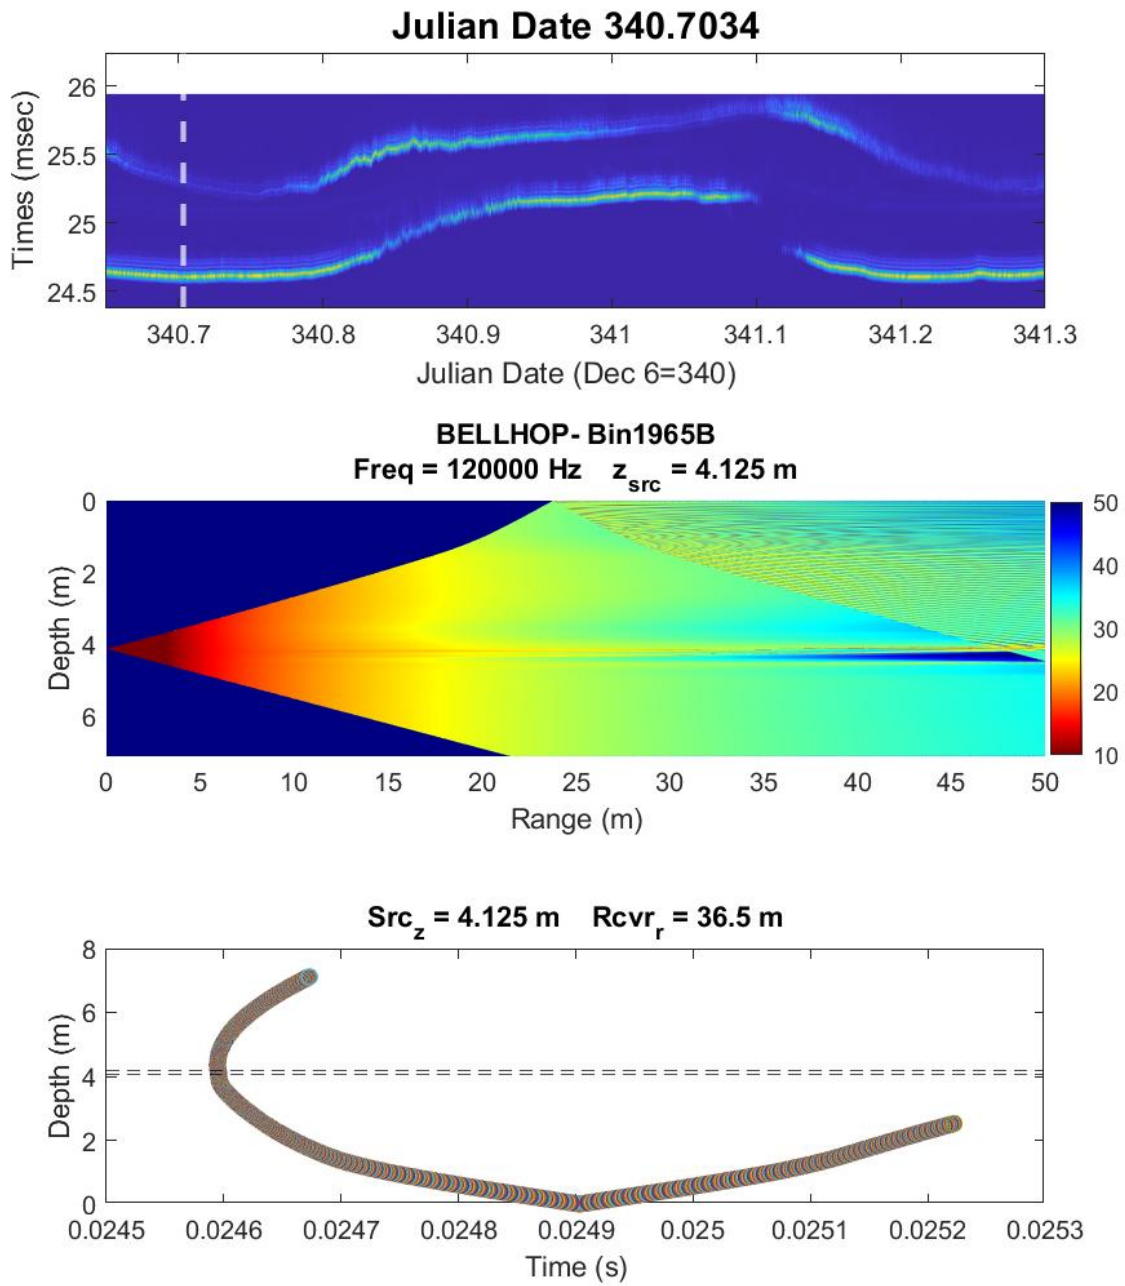 Julian Date 340.7034
Times (msec)
26
25.5
25
24.5
340.7 340.8 340.9 341 341.1 341.2 341.3
Julian Date (Dec 6=340)
BELLHOP- Bin1965B
Freq = 120000 Hz z_src = 4.125 m
Depth (m)
0
2
4
6
0 5 10 15 20 25 30 35 40 45 50
Range (m)
50
40
30
20
10
Src_z = 4.125 m Rcvr_r = 36.5 m
Depth (m)
8
6
4
2
0
0.0245 0.0246 0.0247 0.0248 0.0249 0.025 0.0251 0.0252 0.0253
Time (s)